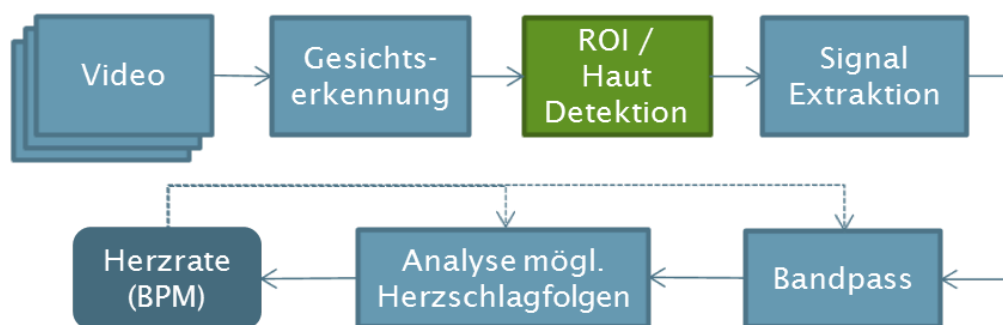 Video
Gesichts-
erkennung
ROI /
Haut
Detektion
Signal
Extraktion
Herzrate
(BPM)
Analyse mögl.
Herzschlagfolgen
Bandpass